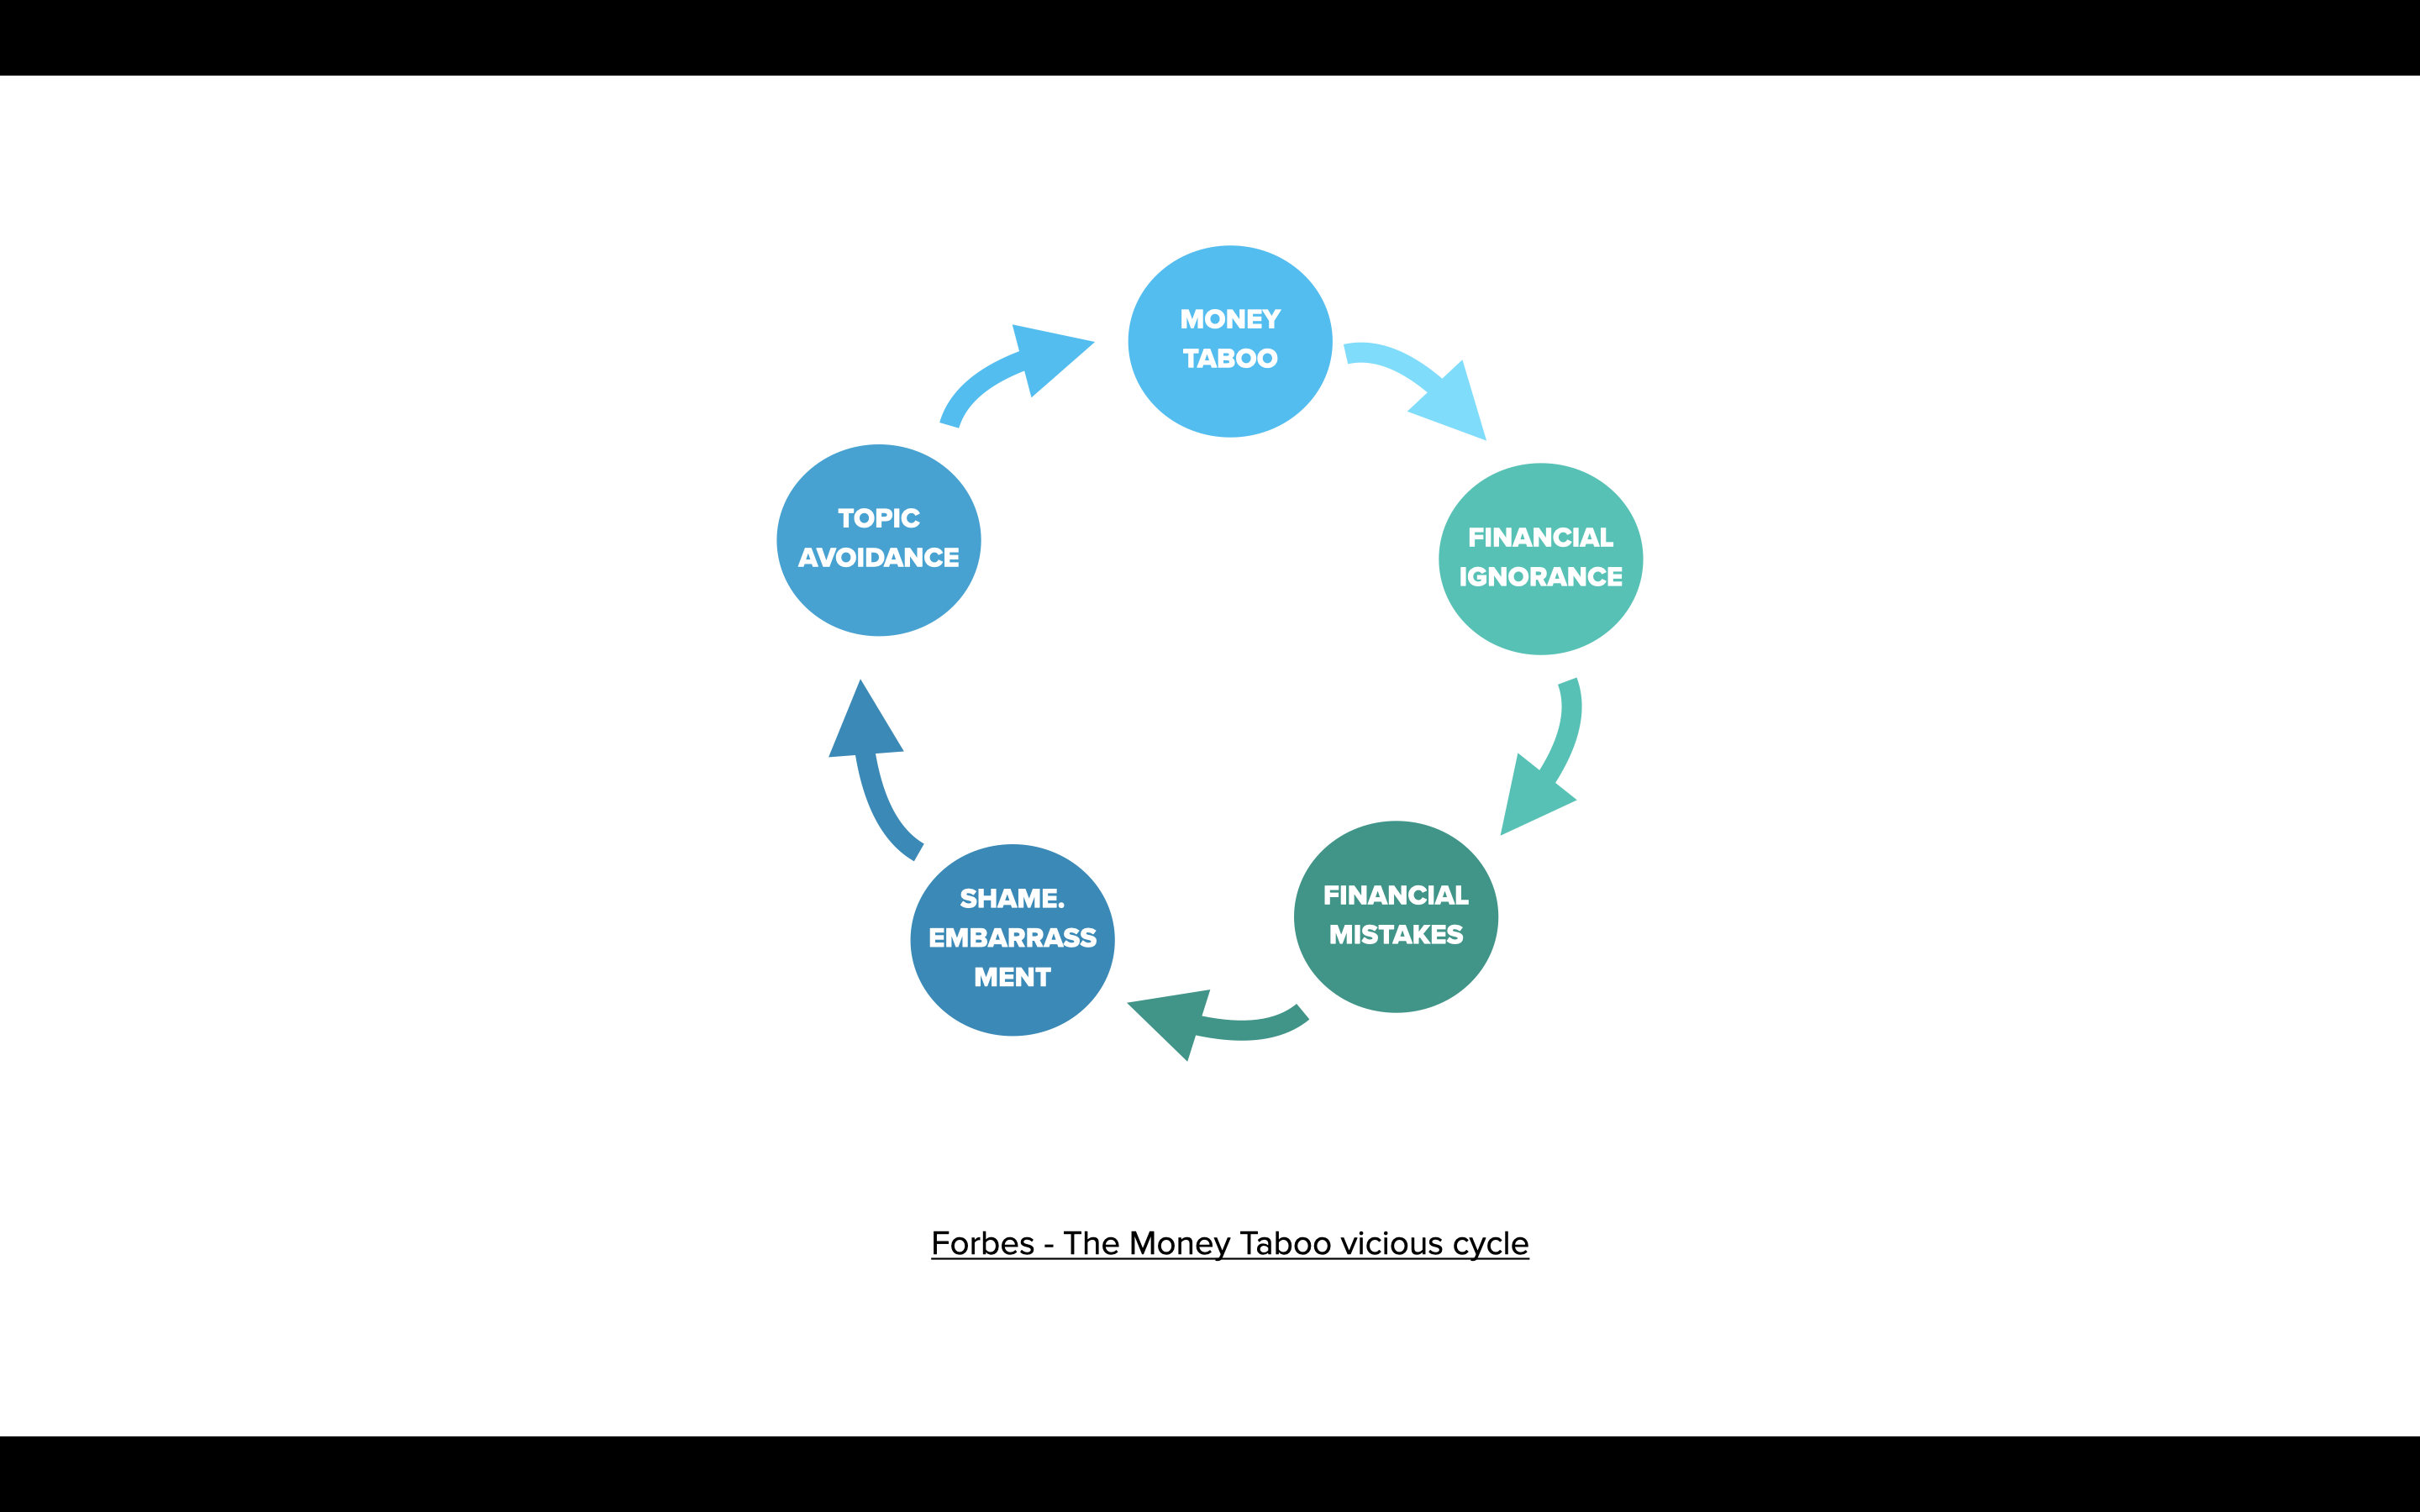 MONEY
TABOO
FINANCIAL
IGNORANCE
FINANCIAL
MISTAKES
SHAME.
EMBARRASS
MENT
TOPIC
AVOIDANCE
Forbes - The Money Taboo vicious cycle